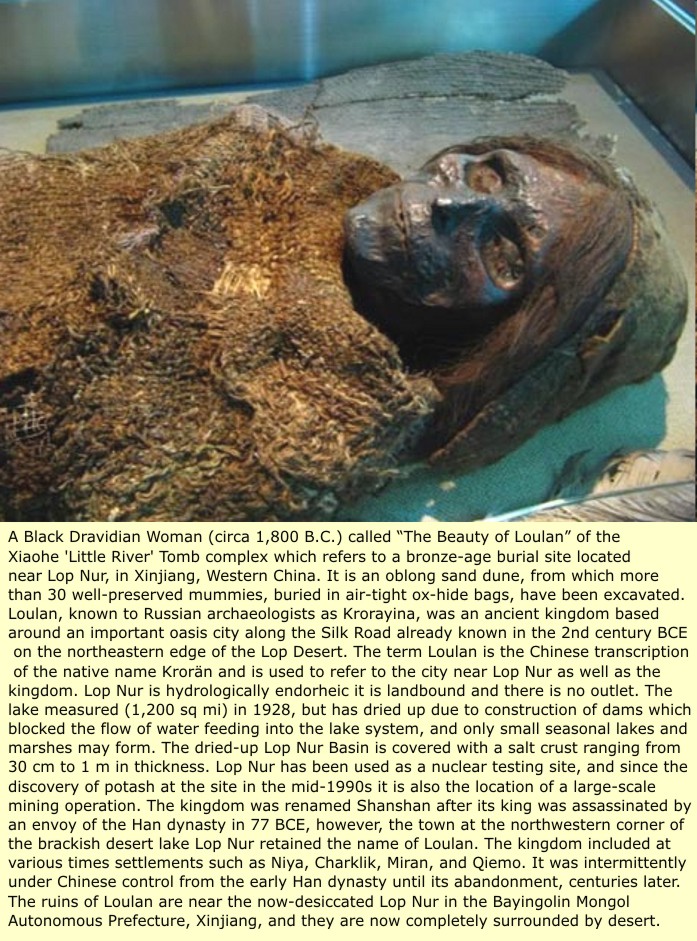 A Black Dravidian Woman (circa 1,800 B.C.) called “The Beauty of Loulan” of the
Xiaohe 'Little River' Tomb complex which refers to a bronze-age burial site located
near Lop Nur, in Xinjiang, Western China. It is an oblong sand dune, from which more
than 30 well-preserved mummies, buried in air-tight ox-hide bags, have been excavated.
Loulan, known to Russian archaeologists as Krorayina, was an ancient kingdom based
around an important oasis city along the Silk Road already known in the 2nd century BCE
on the northeastern edge of the Lop Desert. The term Loulan is the Chinese transcription
of the native name Krorän and is used to refer to the city near Lop Nur as well as the
kingdom. Lop Nur is hydrologically endorheic it is landbound and there is no outlet. The
lake measured (1,200 sq mi) in 1928, but has dried up due to construction of dams which
blocked the flow of water feeding into the lake system, and only small seasonal lakes and
marshes may form. The dried-up Lop Nur Basin is covered with a salt crust ranging from
30 cm to 1 m in thickness. Lop Nur has been used as a nuclear testing site, and since the
discovery of potash at the site in the mid-1990s it is also the location of a large-scale
mining operation. The kingdom was renamed Shanshan after its king was assassinated by
an envoy of the Han dynasty in 77 BCE, however, the town at the northwestern corner of
the brackish desert lake Lop Nur retained the name of Loulan. The kingdom included at
various times settlements such as Niya, Charklik, Miran, and Qiemo. It was intermittently
under Chinese control from the early Han dynasty until its abandonment, centuries later.
The ruins of Loulan are near the now-desiccated Lop Nur in the Bayingolin Mongol
Autonomous Prefecture, Xinjiang, and they are now completely surrounded by desert.